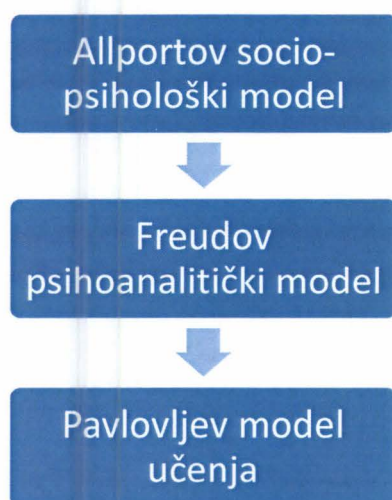 Allportov socio-
psihološki model
Freudov
psihoanalitički model
Pavlovljev model
učenja